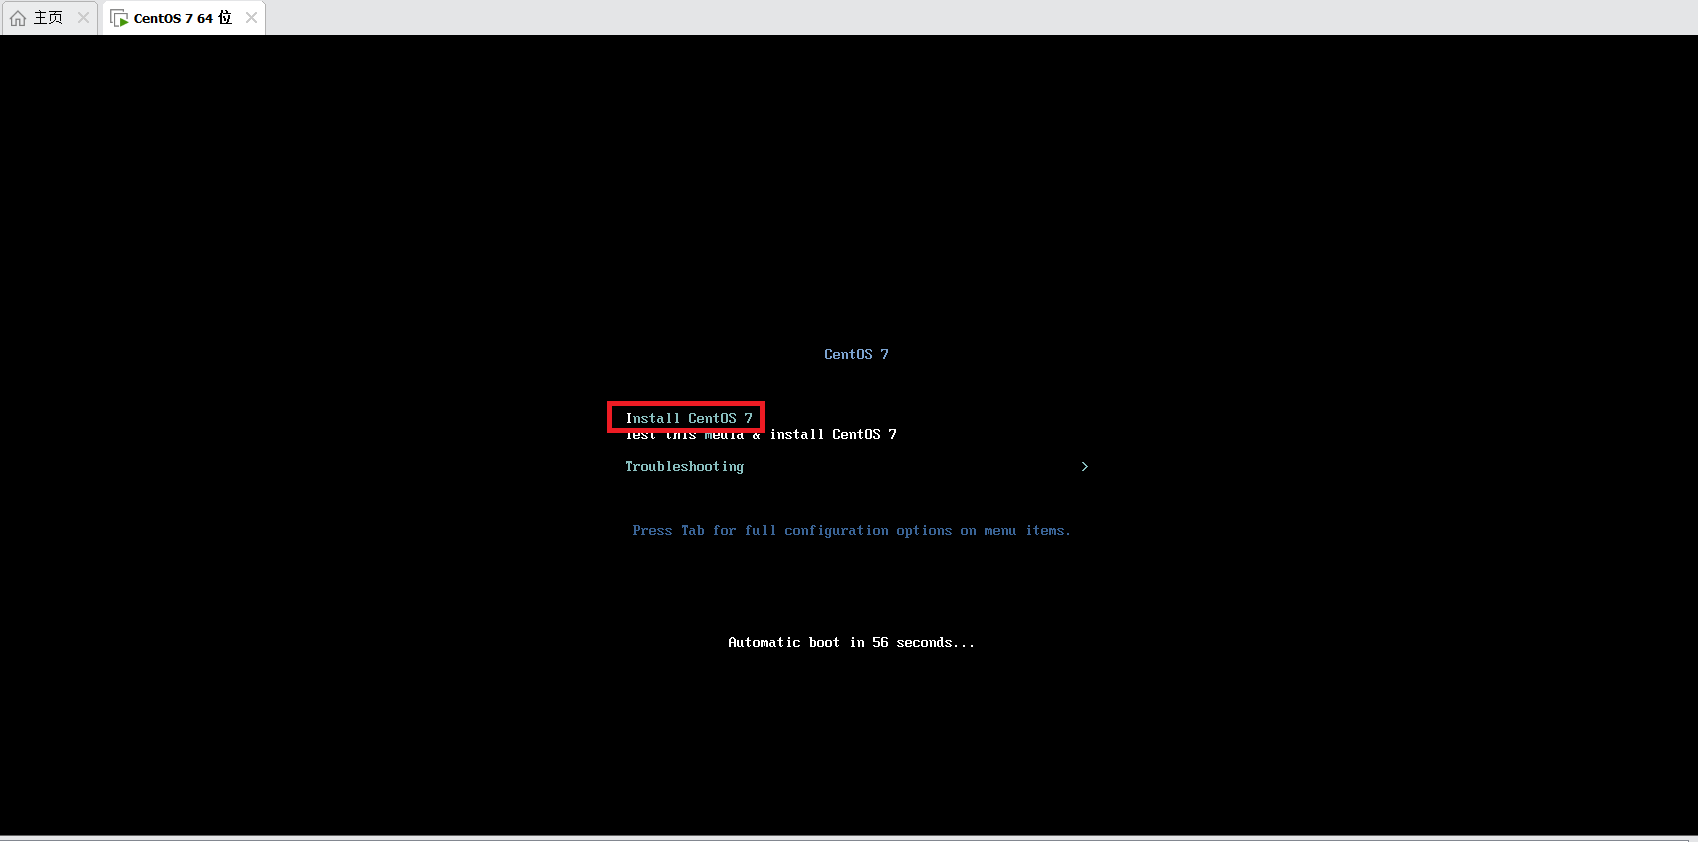 主页
CentOS 7 64 位
CentOS 7
Install CentOS 7
Test this media & install CentOS 7
Troubleshooting >
Press Tab for full configuration options on menu items.
Automatic boot in 56 seconds...